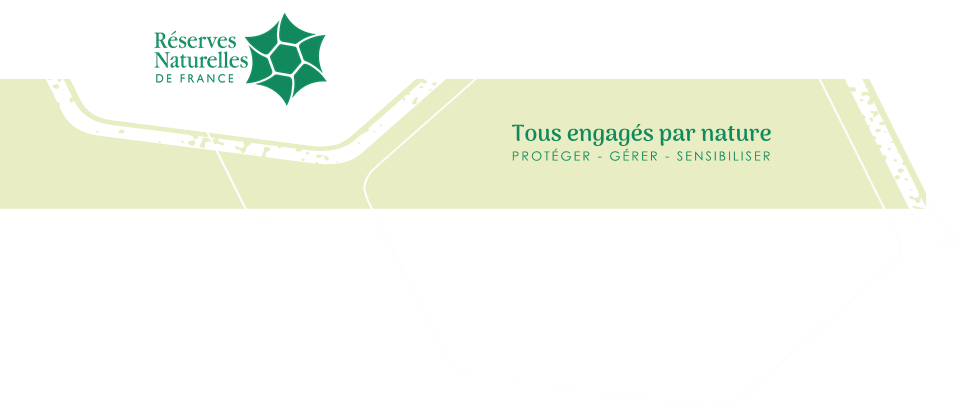 Réserves
Naturelles
DE FRANCE
Tous engagés par nature
PROTÉGER - GÉRER - SENSIBILISER